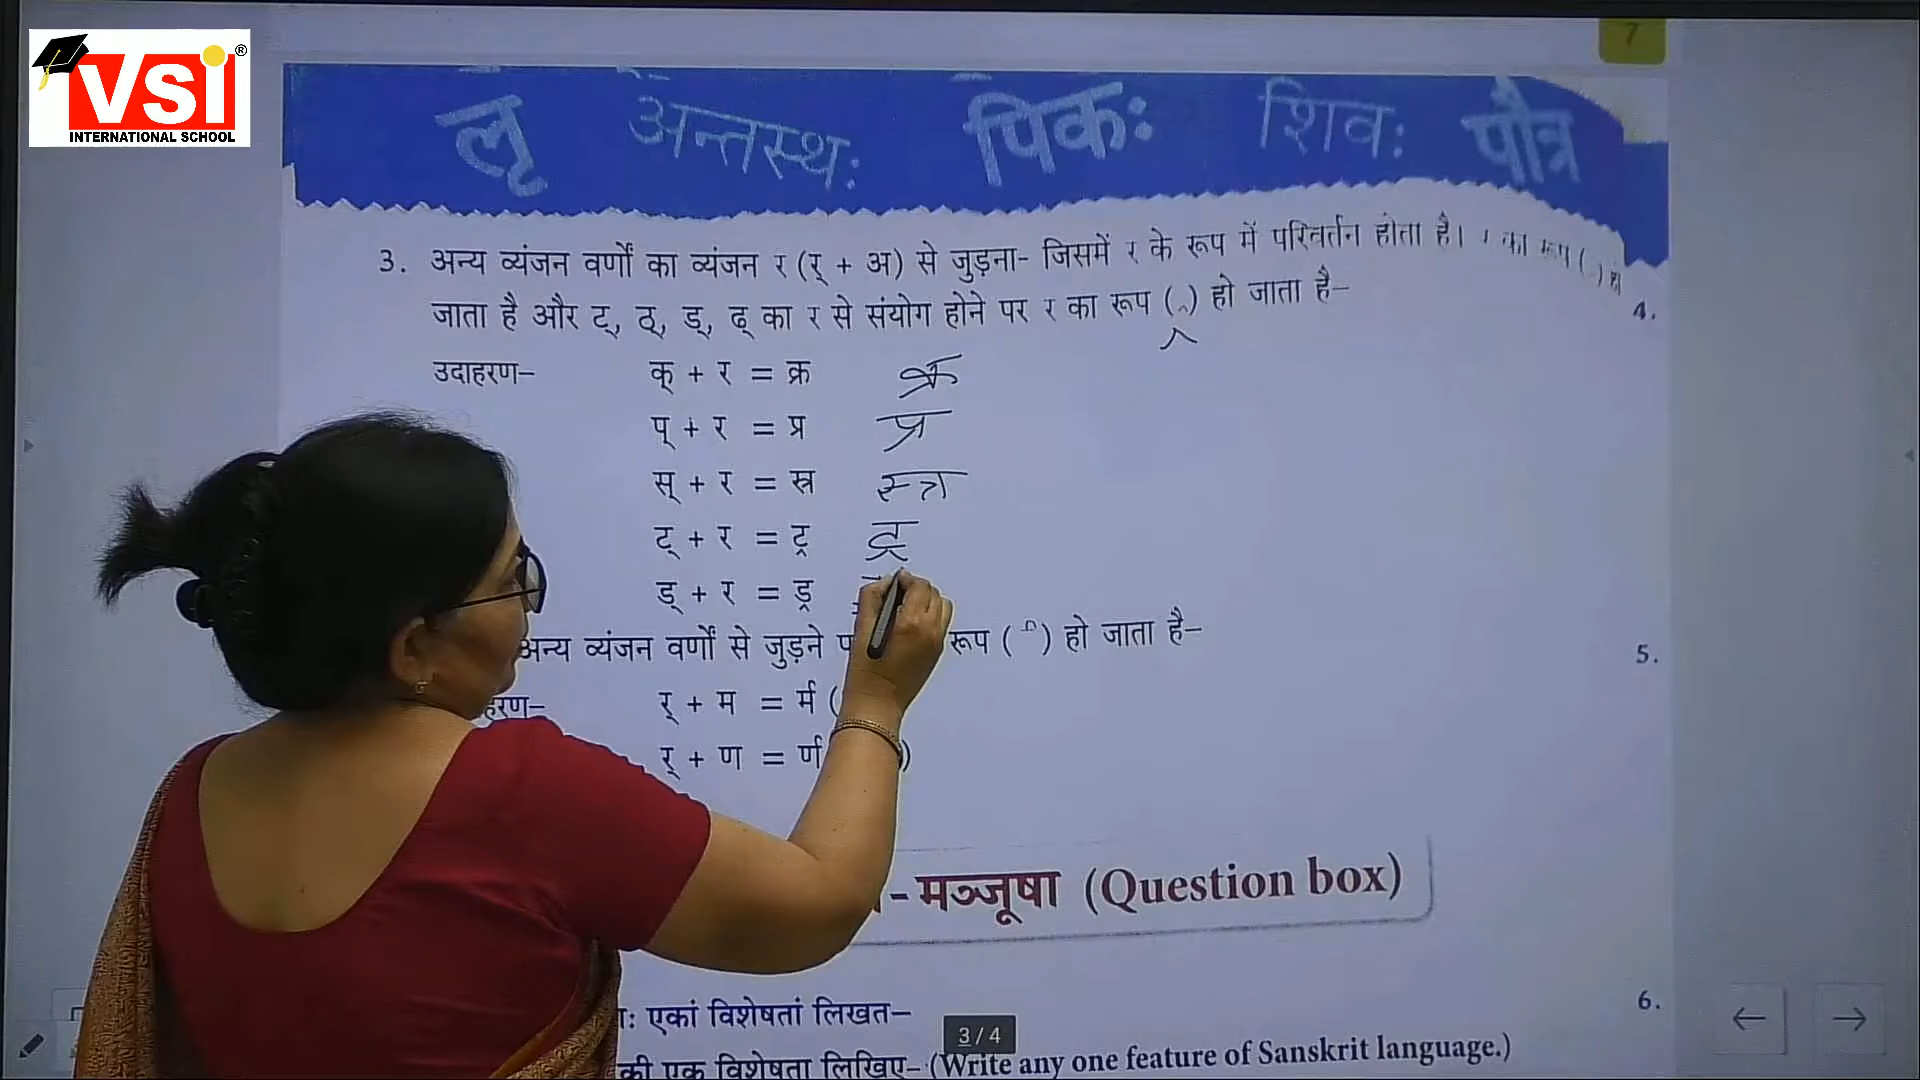 VSI
INTERNATIONAL SCHOOL
7
लृ अन्तस्थः पिकः शिवः पौत्र
3. अन्य व्यंजन वर्णों का व्यंजन र (र् + अ) से जुड़ना- जिसमें र के रूप में परिवर्तन होता है। र का रूप
जाता है और ट्, ठ्, ड्, ढ् का र से संयोग होने पर र का रूप (‸) हो जाता है–
4.
उदाहरण– क् + र = क्र क्र
प् + र = प्र प्र
स् + र = स्र स्त्र
ट् + र = ट्र ट्र
ड् + र = ड्र
अन्य व्यंजन वर्णों से जुड़ने रूप ( र्‍ ) हो जाता है–
5.
र् + म = र्म (
र् + ण = र्ण )
-मञ्जूषा (Question box)
एकां विशेषतां लिखत–
6.
की एक विशेषता लिखिए– (Write any one feature of Sanskrit language.)
3 / 4